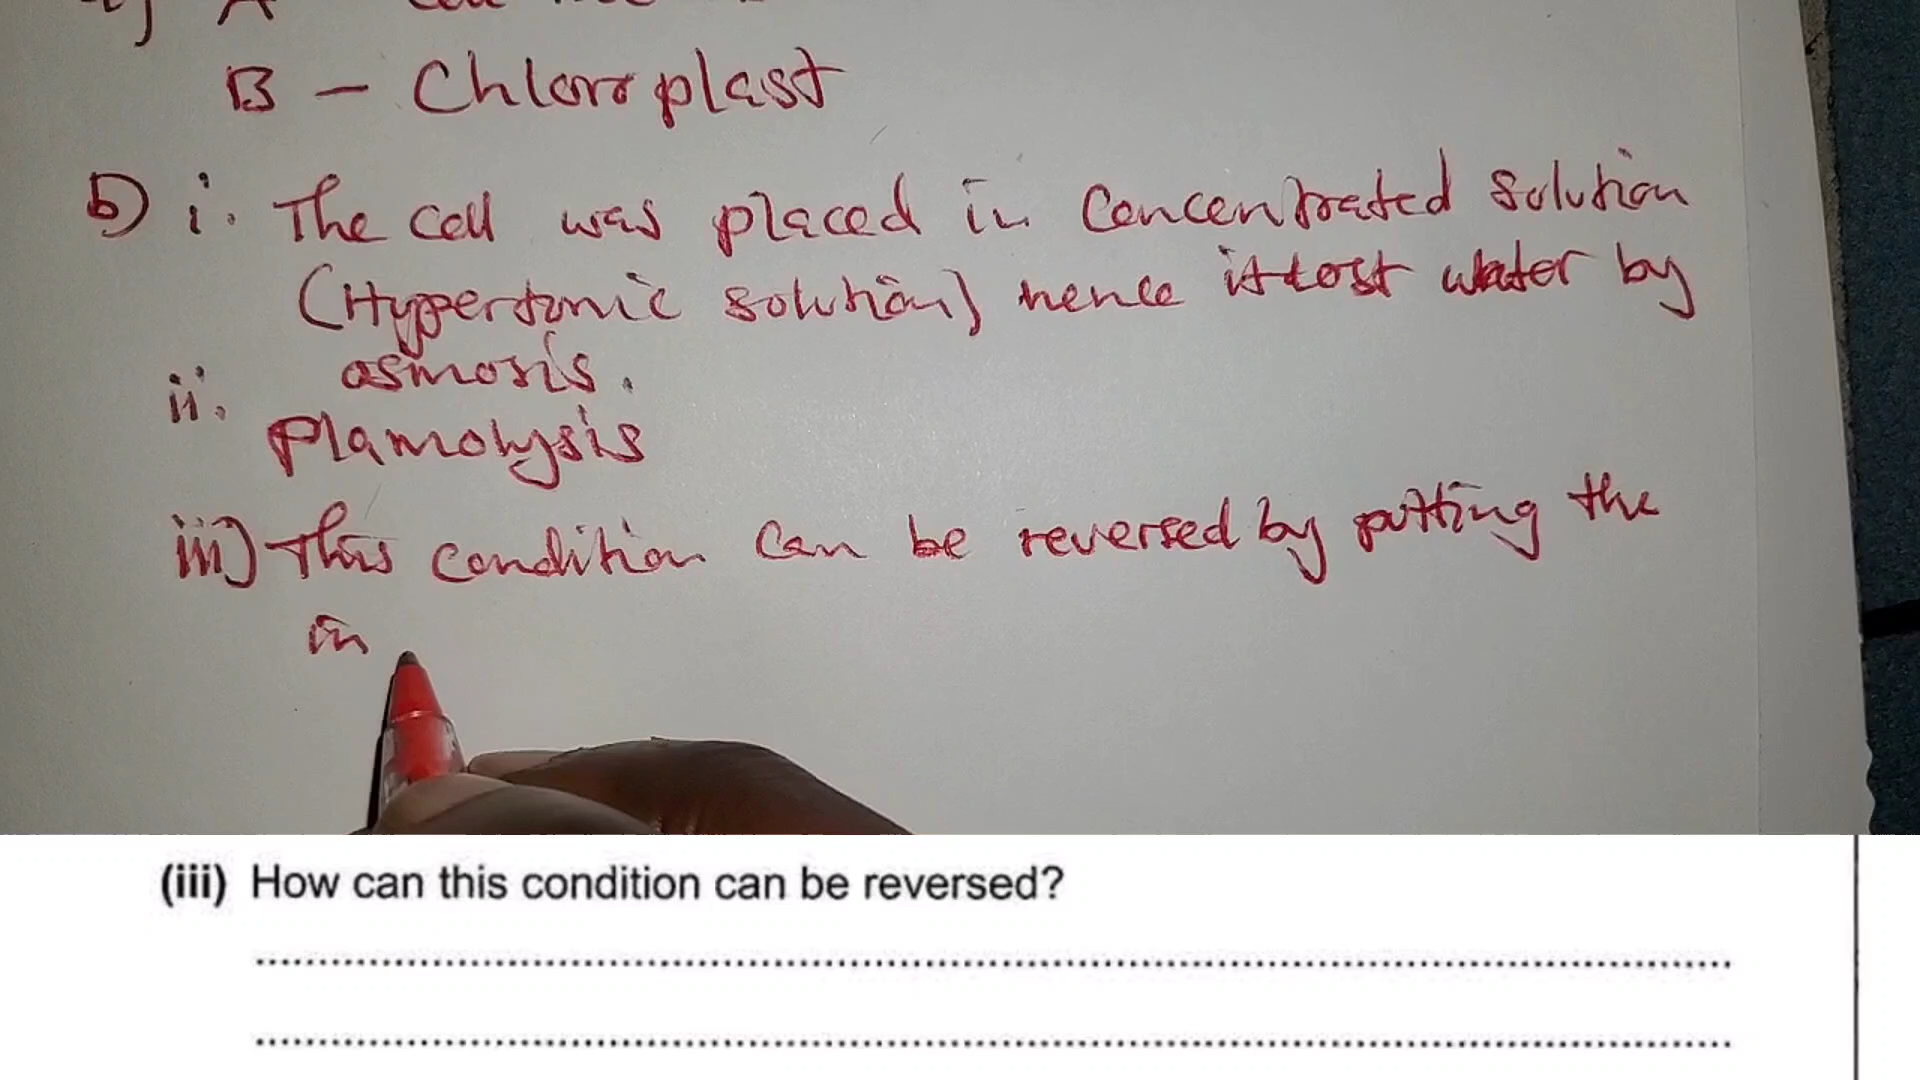 B - Chloroplast
b) i. The cell was placed in Concentrated solution
(Hypertonic solution) hence it lost water by
osmosis.
ii. Plamolysis
iii) This condition can be reversed by putting the
in
(iii) How can this condition can be reversed?